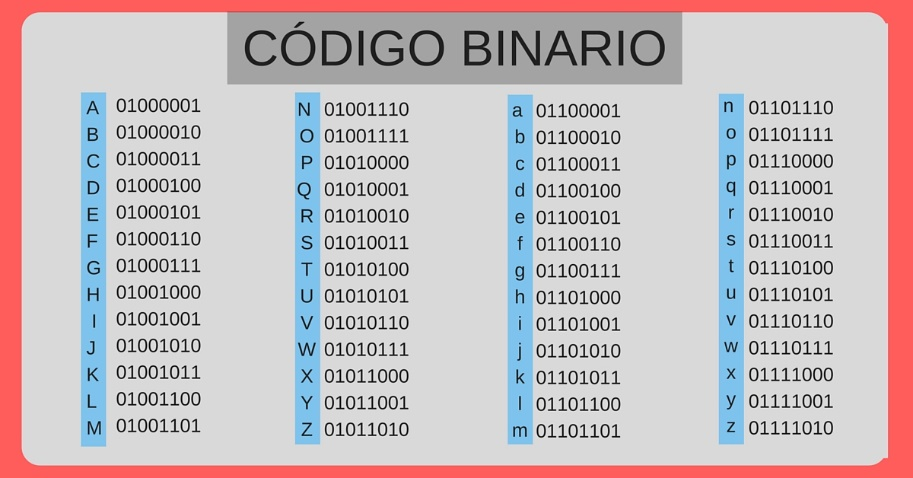 CÓDIGO BINARIO
A 01000001
B 01000010
C 01000011
D 01000100
E 01000101
F 01000110
G 01000111
H 01001000
I 01001001
J 01001010
K 01001011
L 01001100
M 01001101
N 01001110
O 01001111
P 01010000
Q 01010001
R 01010010
S 01010011
T 01010100
U 01010101
V 01010110
W 01010111
X 01011000
Y 01011001
Z 01011010
a 01100001
b 01100010
c 01100011
d 01100100
e 01100101
f 01100110
g 01100111
h 01101000
i 01101001
j 01101010
k 01101011
l 01101100
m 01101101
n 01101110
o 01101111
p 01110000
q 01110001
r 01110010
s 01110011
t 01110100
u 01110101
v 01110110
w 01110111
x 01111000
y 01111001
z 01111010